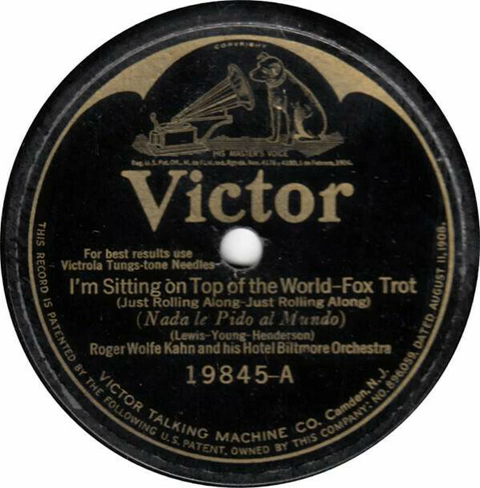 COPYRIGHT
HIS MASTER'S VOICE
Victor
For best results use
Victrola Tungs-tone Needles-
I'm Sitting on Top of the World-Fox Trot
(Just Rolling Along-Just Rolling Along)
(Nada le Pido al Mundo)
(Lewis-Young-Henderson)
Roger Wolfe Kahn and his Hotel Biltmore Orchestra
19845-A
VICTOR TALKING MACHINE CO. Camden, N.J.
THIS RECORD IS PATENTED BY THE FOLLOWING U.S. PATENT, OWNED BY THIS COMPANY: NO. 896,059, DATED AUGUST 11, 1908.